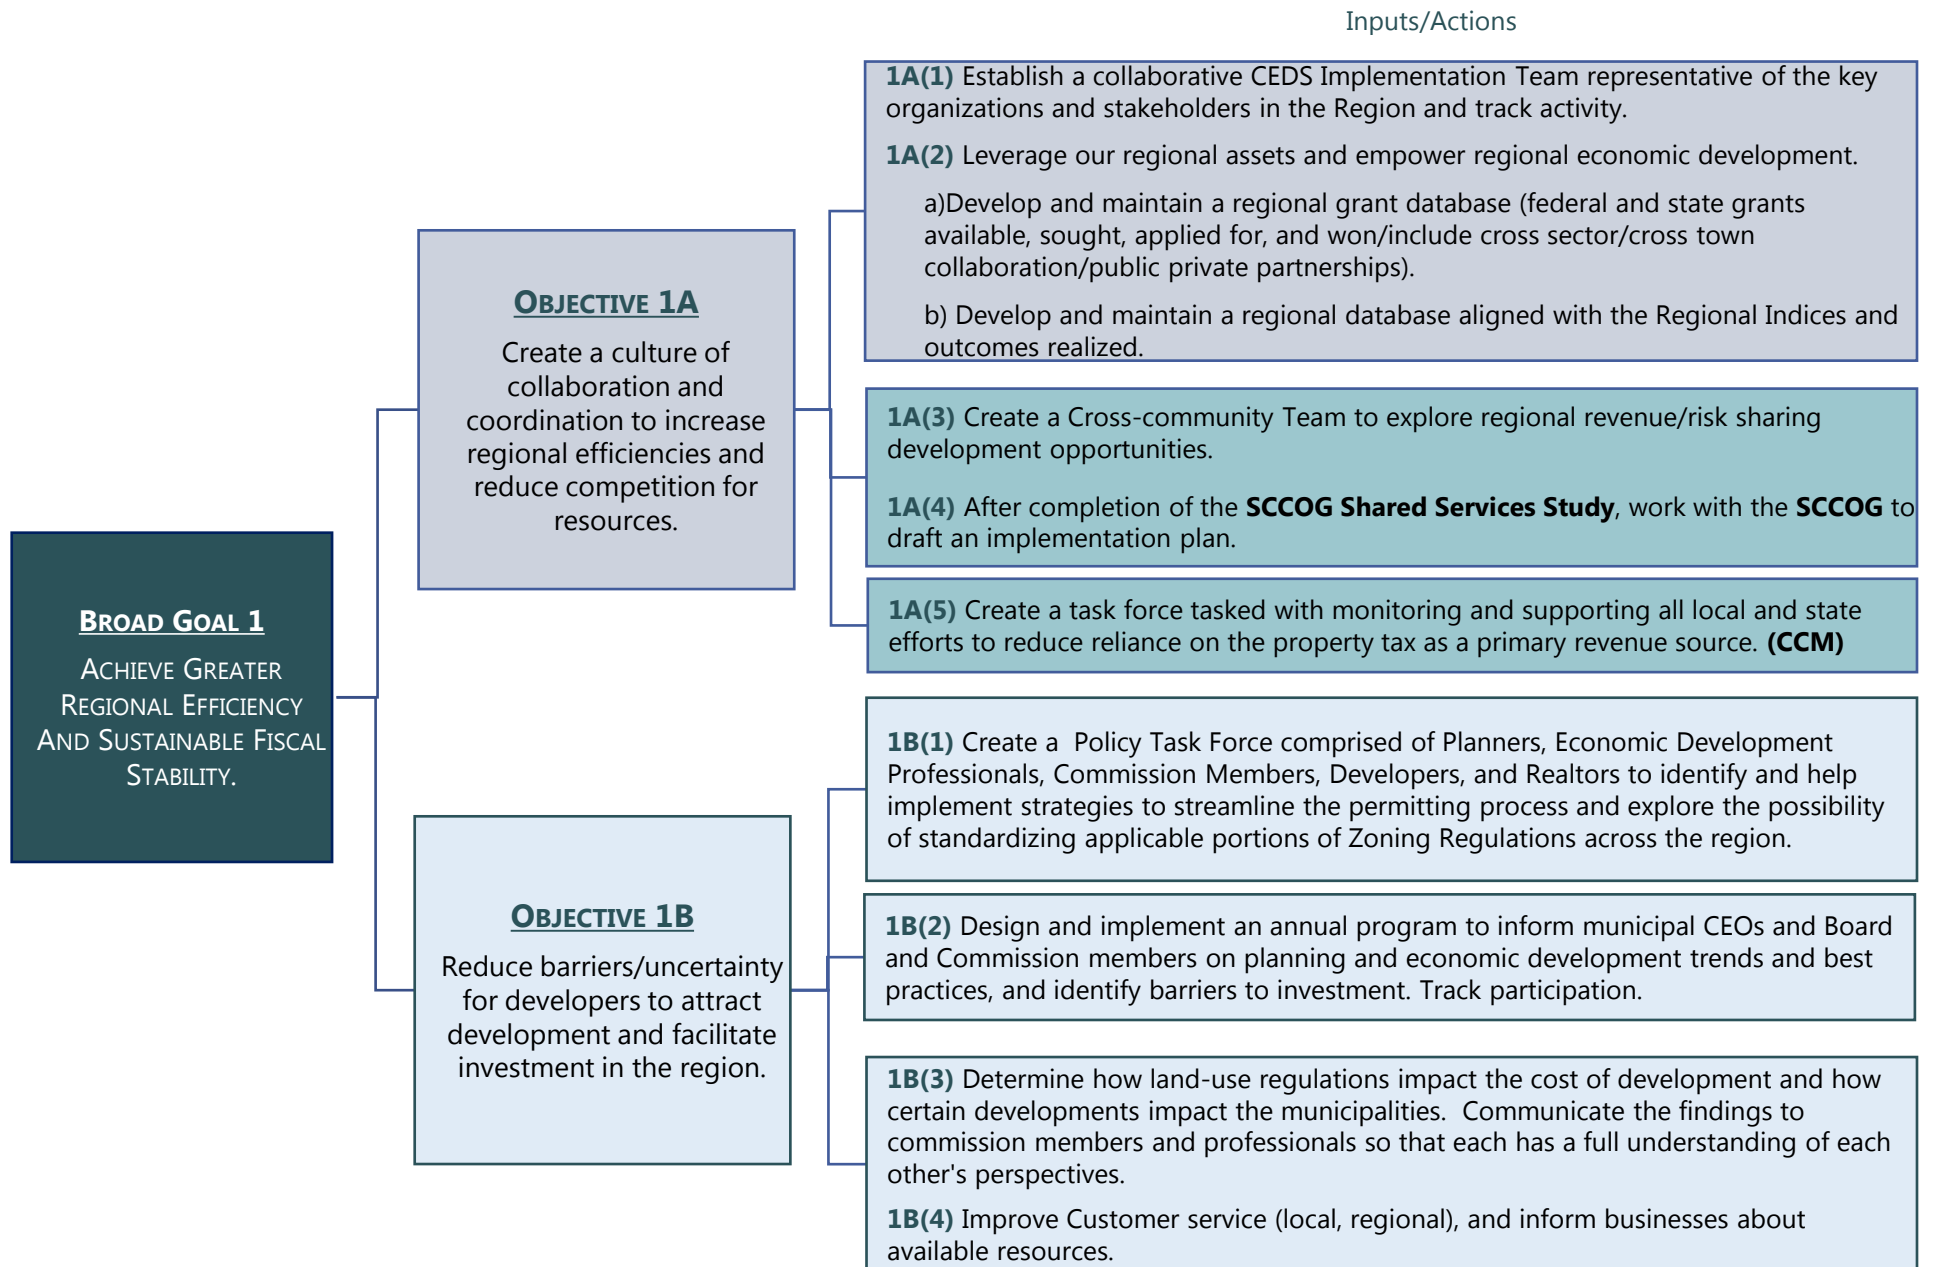 Inputs/Actions
BROAD GOAL 1
ACHIEVE GREATER
REGIONAL EFFICIENCY
AND SUSTAINABLE FISCAL
STABILITY.
OBJECTIVE 1A
Create a culture of
collaboration and
coordination to increase
regional efficiencies and
reduce competition for
resources.
1A(1) Establish a collaborative CEDS Implementation Team representative of the key
organizations and stakeholders in the Region and track activity.
1A(2) Leverage our regional assets and empower regional economic development.
a)Develop and maintain a regional grant database (federal and state grants
available, sought, applied for, and won/include cross sector/cross town
collaboration/public private partnerships).
b) Develop and maintain a regional database aligned with the Regional Indices and
outcomes realized.
1A(3) Create a Cross-community Team to explore regional revenue/risk sharing
development opportunities.
1A(4) After completion of the SCCOG Shared Services Study, work with the SCCOG to
draft an implementation plan.
1A(5) Create a task force tasked with monitoring and supporting all local and state
efforts to reduce reliance on the property tax as a primary revenue source. (CCM)
OBJECTIVE 1B
Reduce barriers/uncertainty
for developers to attract
development and facilitate
investment in the region.
1B(1) Create a  Policy Task Force comprised of Planners, Economic Development
Professionals, Commission Members, Developers, and Realtors to identify and help
implement strategies to streamline the permitting process and explore the possibility
of standardizing applicable portions of Zoning Regulations across the region.
1B(2) Design and implement an annual program to inform municipal CEOs and Board
and Commission members on planning and economic development trends and best
practices, and identify barriers to investment. Track participation.
1B(3) Determine how land-use regulations impact the cost of development and how
certain developments impact the municipalities.  Communicate the findings to
commission members and professionals so that each has a full understanding of each
other's perspectives.
1B(4) Improve Customer service (local, regional), and inform businesses about
available resources.